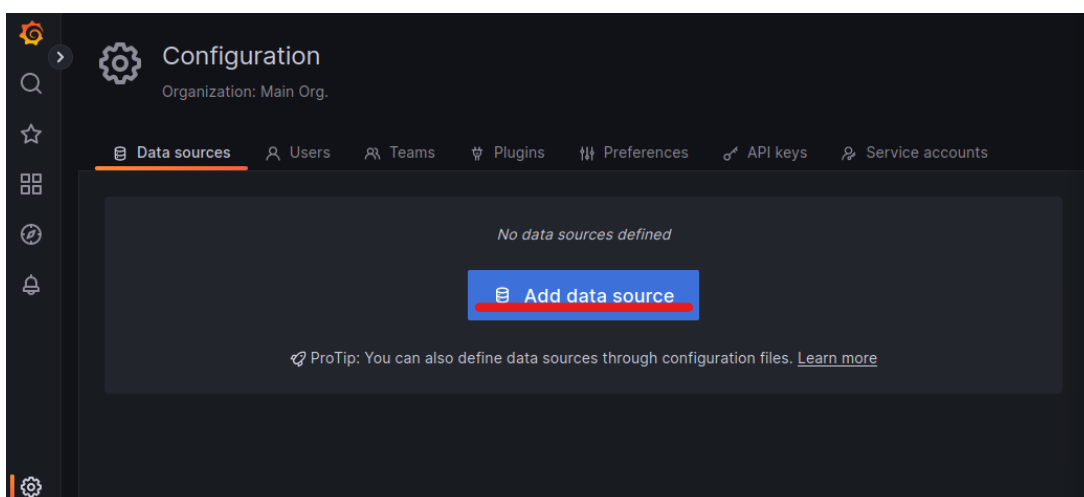 Configuration
Organization: Main Org.
Data sources Users Teams Plugins Preferences API keys Service accounts
No data sources defined
Add data source
ProTip: You can also define data sources through configuration files. Learn more